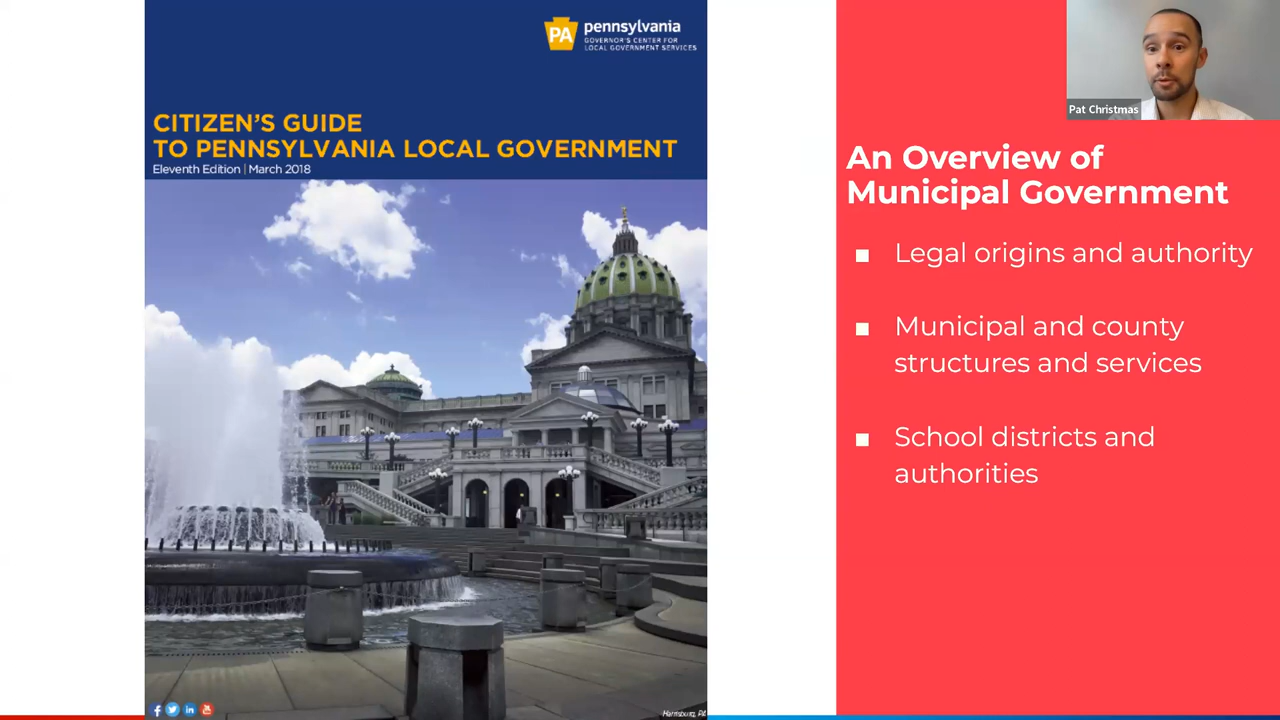 PA
pennsylvania
GOVERNOR'S CENTER FOR
LOCAL GOVERNMENT SERVICES
CITIZEN'S GUIDE
TO PENNSYLVANIA LOCAL GOVERNMENT
Eleventh Edition | March 2018
Harrisburg, PA
Pat Christmas
An Overview of
Municipal Government
■ Legal origins and authority
■ Municipal and county
structures and services
■ School districts and
authorities